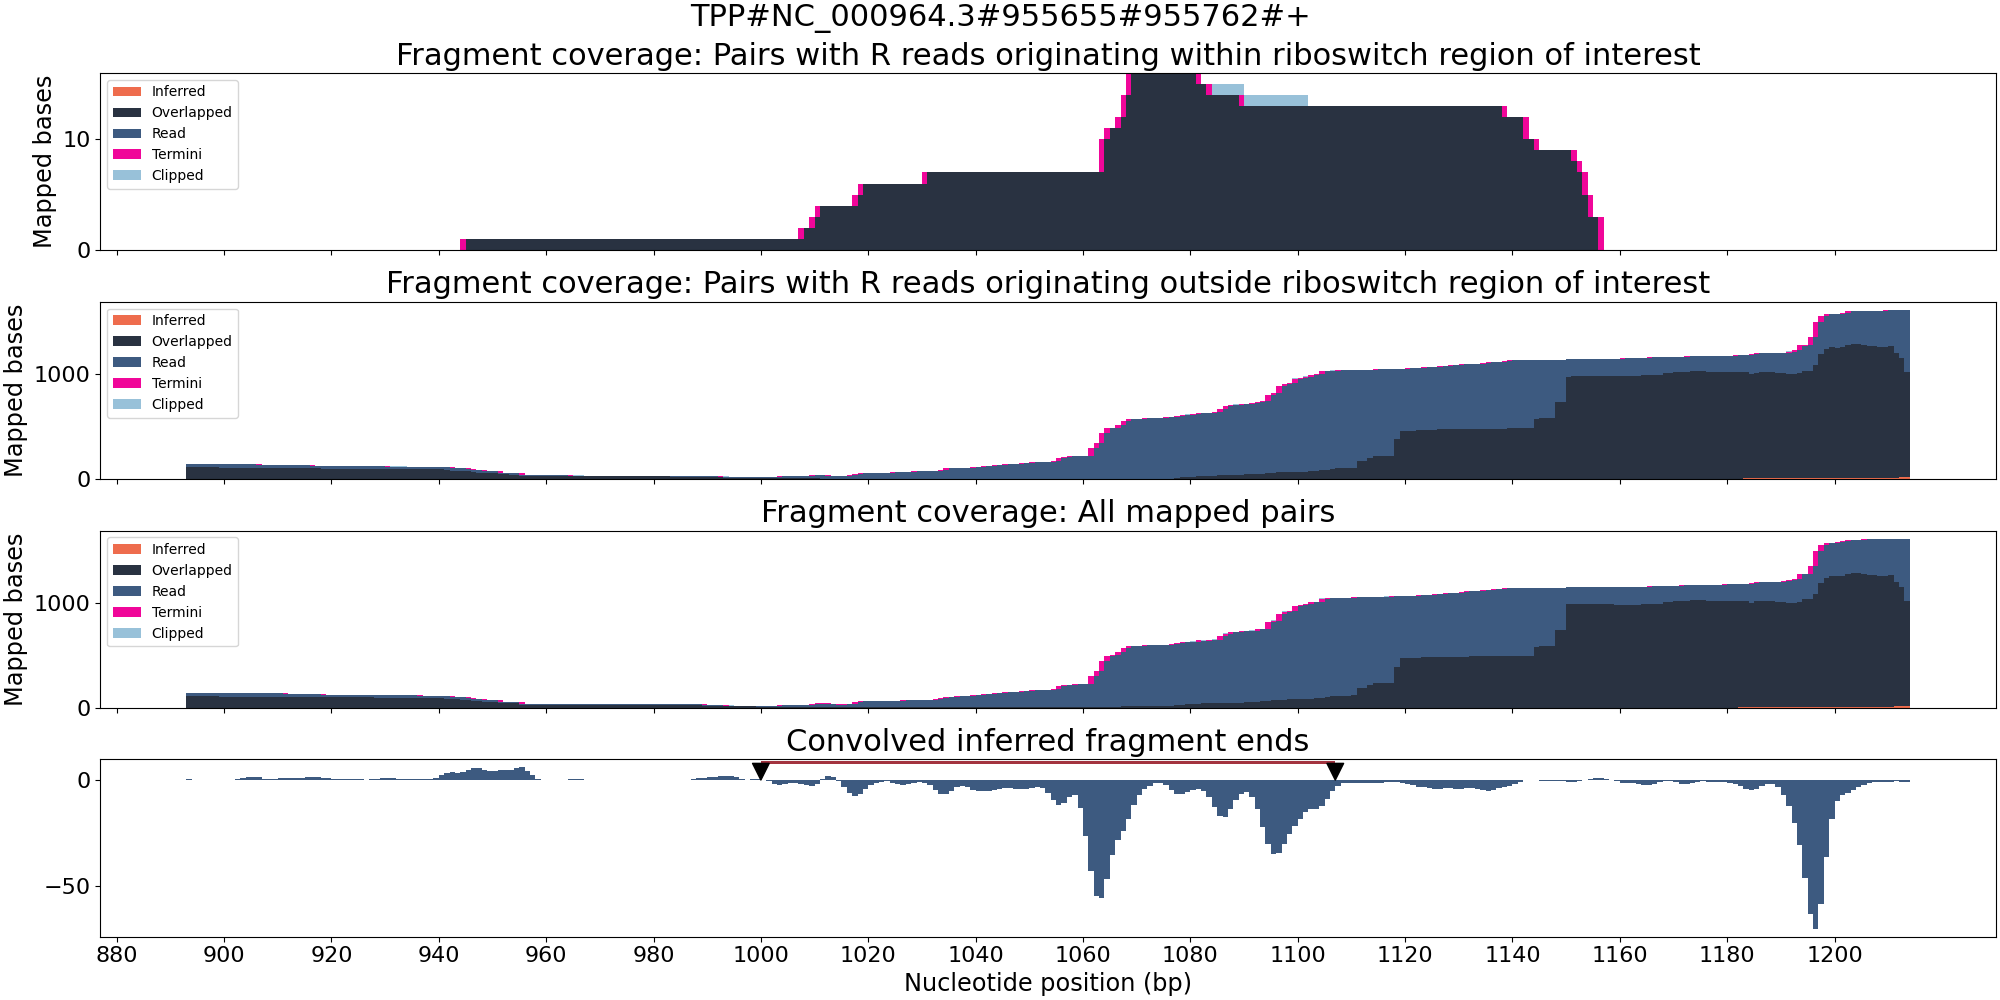 TPP#NC_000964.3#955655#955762#+
Fragment coverage: Pairs with R reads originating within riboswitch region of interest
Mapped bases
10
0
Inferred
Overlapped
Read
Termini
Clipped
Fragment coverage: Pairs with R reads originating outside riboswitch region of interest
Mapped bases
1000
0
Inferred
Overlapped
Read
Termini
Clipped
Fragment coverage: All mapped pairs
Mapped bases
1000
0
Inferred
Overlapped
Read
Termini
Clipped
Convolved inferred fragment ends
0
−50
880 900 920 940 960 980 1000 1020 1040 1060 1080 1100 1120 1140 1160 1180 1200
Nucleotide position (bp)